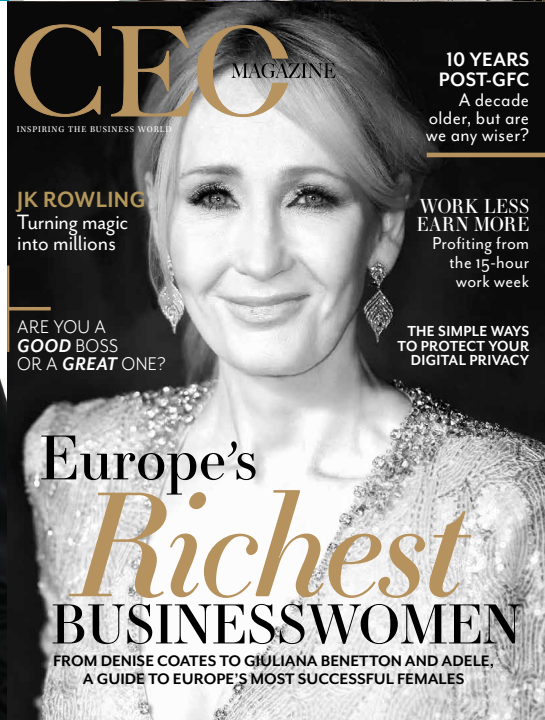 CEO
MAGAZINE
INSPIRING THE BUSINESS WORLD
10 YEARS
POST-GFC
A decade
older, but are
we any wiser?
JK ROWLING
Turning magic
into millions
WORK LESS
EARN MORE
Profiting from
the 15-hour
work week
ARE YOU A
GOOD BOSS
OR A GREAT ONE?
THE SIMPLE WAYS
TO PROTECT YOUR
DIGITAL PRIVACY
Europe's
Richest
BUSINESSWOMEN
FROM DENISE COATES TO GIULIANA BENETTON AND ADELE,
A GUIDE TO EUROPE'S MOST SUCCESSFUL FEMALES